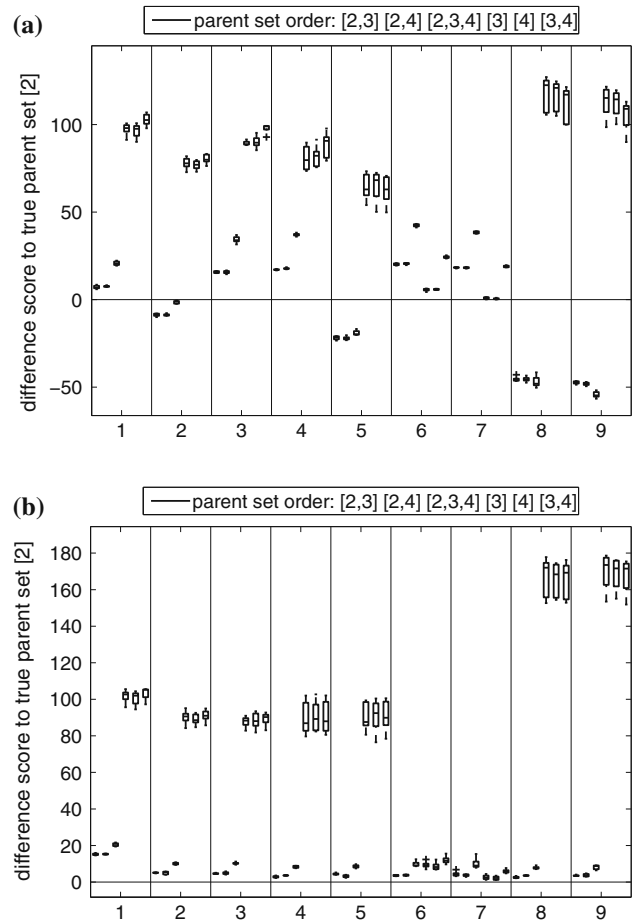 (a)
parent set order: [2,3] [2,4] [2,3,4] [3] [4] [3,4]
difference score to true parent set [2]
100
50
0
−50
1 2 3 4 5 6 7 8 9
(b)
parent set order: [2,3] [2,4] [2,3,4] [3] [4] [3,4]
difference score to true parent set [2]
180
160
140
120
100
80
60
40
20
0
1 2 3 4 5 6 7 8 9